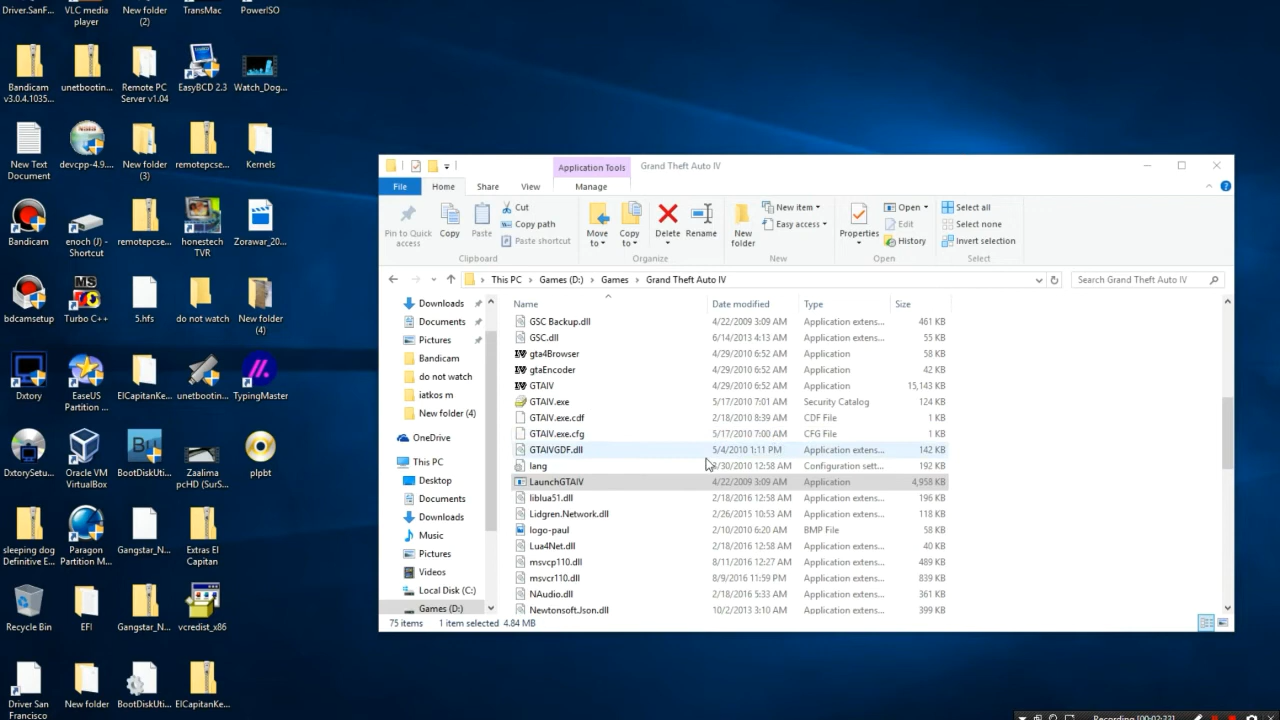 Driver.SanF...
VLC media
player
New folder
(2)
TransMac
PowerISO
Bandicam
v3.0.4.1035...
unetbootin...
Remote PC
Server v1.04
EasyBCD 2.3
Watch_Dog...
New Text
Document
devcpp-4.9....
New folder
(3)
remotepcse...
Kernels
Bandicam
enoch (J) -
Shortcut
remotepcse...
honestech
TVR
Zorawar_20...
bdcamsetup
Turbo C++
5.hfs
do not watch
New folder
(4)
Dxtory
EaseUS
Partition ...
ElCapitanKe...
unetbootin...
TypingMaster
DxtorySetu...
Oracle VM
VirtualBox
BootDiskUti...
Zaalima
pcHD (SurS...
plpbt
sleeping dog
Definitive E...
Paragon
Partition M...
Gangstar_N...
Extras El
Capitan
Recycle Bin
EFI
Gangstar_N...
vcredist_x86
Driver San
Francisco
New folder
BootDiskUti...
ElCapitanKe...
Application Tools
Grand Theft Auto IV
File
Home
Share
View
Manage
Pin to Quick
access
Copy
Paste
Cut
Copy path
Paste shortcut
Move
to
Copy
to
Delete
Rename
New
folder
New item
Easy access
Properties
Open
Edit
History
Select all
Select none
Invert selection
Clipboard
Organize
New
Open
Select
This PC
Games (D:)
Games
Grand Theft Auto IV
Search Grand Theft Auto IV
Downloads
Documents
Pictures
Bandicam
do not watch
iatkos m
New folder (4)
OneDrive
This PC
Desktop
Documents
Downloads
Music
Pictures
Videos
Local Disk (C:)
Games (D:)
Name Date modified Type Size
GSC Backup.dll 4/22/2009 3:09 AM Application extens... 461 KB
GSC.dll 6/14/2013 4:13 AM Application extens... 55 KB
gta4Browser 4/29/2010 6:52 AM Application 58 KB
gtaEncoder 4/29/2010 6:52 AM Application 42 KB
GTAIV 4/29/2010 6:52 AM Application 15,143 KB
GTAIV.exe 5/17/2010 7:01 AM Security Catalog 124 KB
GTAIV.exe.cdf 2/18/2010 8:39 AM CDF File 1 KB
GTAIV.exe.cfg 5/17/2010 7:00 AM CFG File 1 KB
GTAIVGDF.dll 5/4/2010 1:11 PM Application extens... 142 KB
lang /30/2010 12:58 AM Configuration sett... 192 KB
LaunchGTAIV 4/22/2009 3:09 AM Application 4,958 KB
liblua51.dll 2/18/2016 12:58 AM Application extens... 196 KB
Lidgren.Network.dll 2/26/2015 10:53 AM Application extens... 118 KB
logo-paul 2/10/2010 6:20 AM BMP File 58 KB
Lua4Net.dll 2/18/2016 12:58 AM Application extens... 40 KB
msvcp110.dll 8/11/2016 12:27 AM Application extens... 489 KB
msvcr110.dll 8/9/2016 11:59 PM Application extens... 839 KB
NAudio.dll 2/18/2016 5:33 AM Application extens... 361 KB
Newtonsoft.Json.dll 10/2/2013 3:10 AM Application extens... 399 KB
75 items 1 item selected 4.84 MB
Recording [00:02:33]